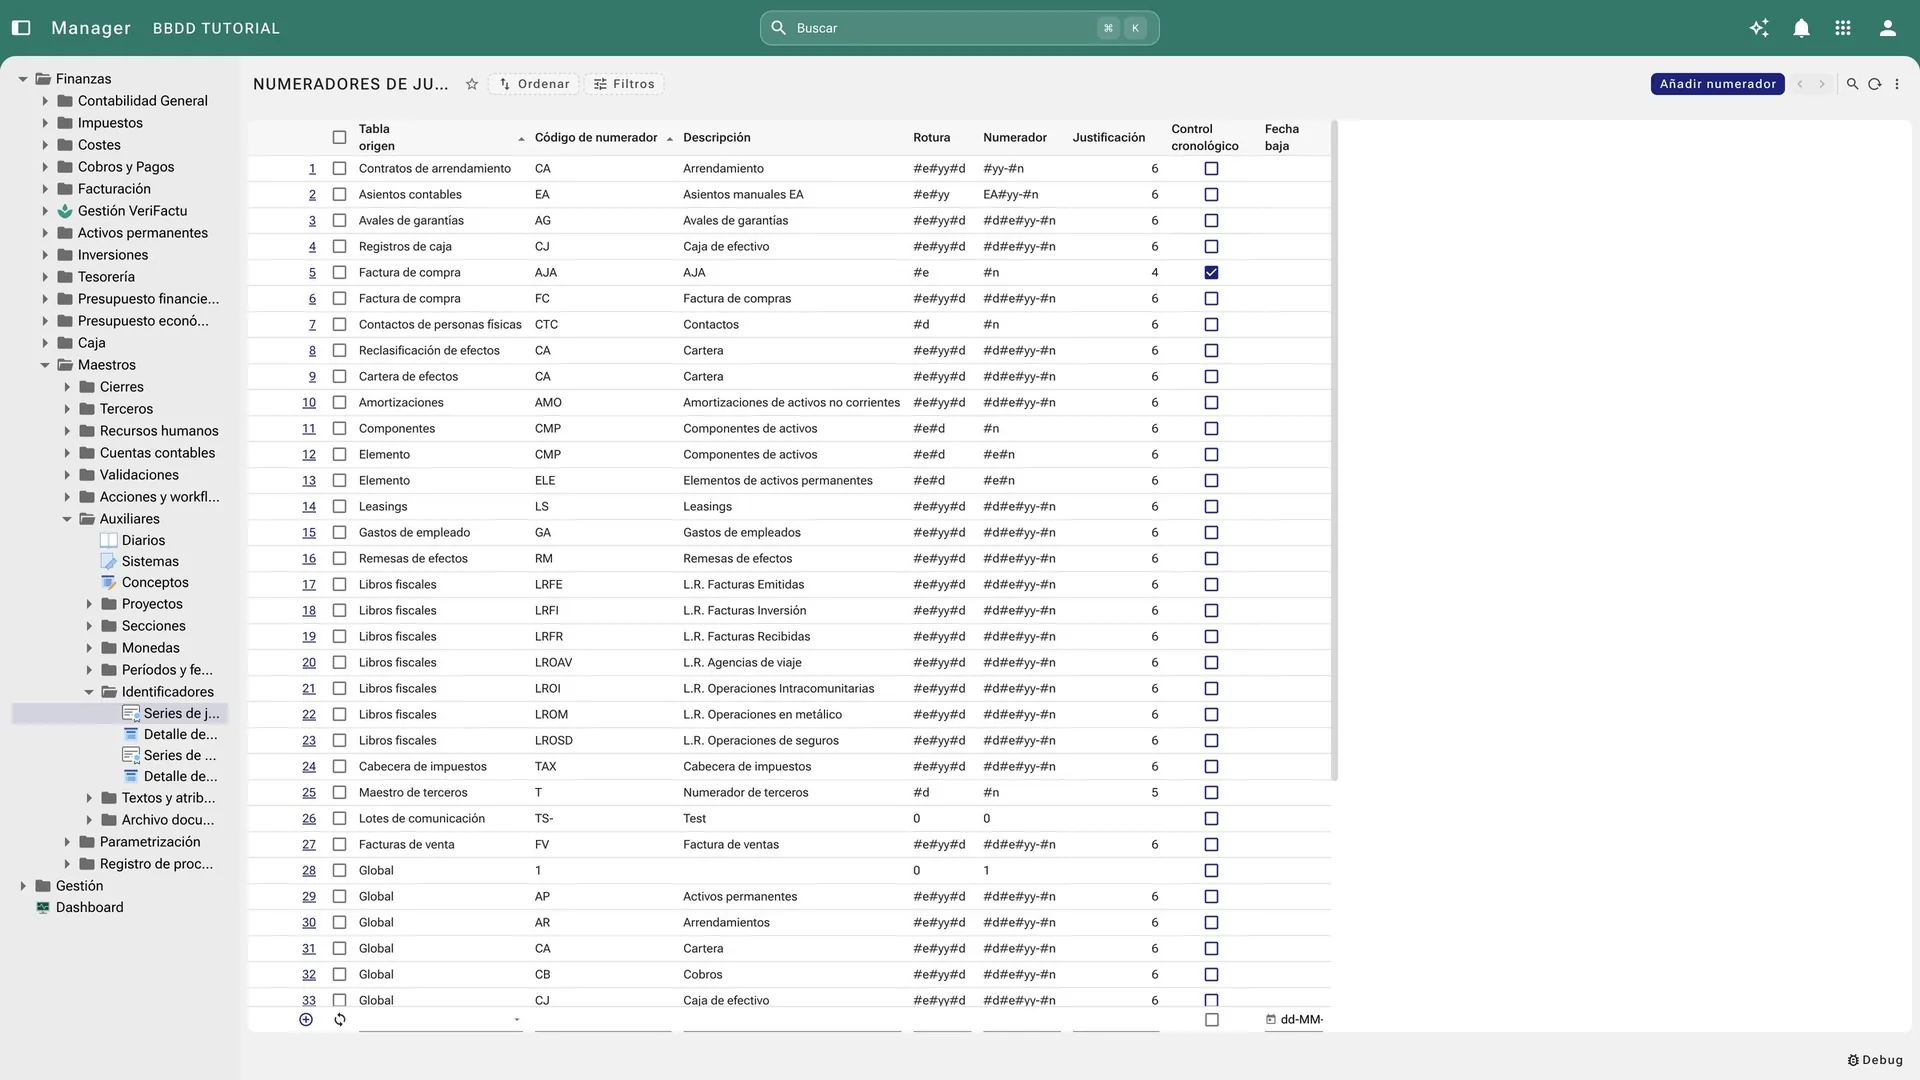 Manager BBDD TUTORIAL Buscar ⌘ K
Finanzas
Contabilidad General
Impuestos
Costes
Cobros y Pagos
Facturación
Gestión VeriFactu
Activos permanentes
Inversiones
Tesorería
Presupuesto financie...
Presupuesto econó...
Caja
Maestros
Cierres
Terceros
Recursos humanos
Cuentas contables
Validaciones
Acciones y workfl...
Auxiliares
Diarios
Sistemas
Conceptos
Proyectos
Secciones
Monedas
Períodos y fe...
Identificadores
Series de j...
Detalle de...
Series de ...
Detalle de...
Textos y atrib...
Archivo docu...
Parametrización
Registro de proc...
Gestión
Dashboard
NUMERADORES DE JU... Ordenar Filtros Añadir numerador
Tabla origen Código de numerador Descripción Rotura Numerador Justificación Control cronológico Fecha baja
1 Contratos de arrendamiento CA Arrendamiento #e#yy#d #yy-#n 6
2 Asientos contables EA Asientos manuales EA #e#yy EA#yy-#n 6
3 Avales de garantías AG Avales de garantías #e#yy#d #d#e#yy-#n 6
4 Registros de caja CJ Caja de efectivo #e#yy#d #d#e#yy-#n 6
5 Factura de compra AJA AJA #e #n 4
6 Factura de compra FC Factura de compras #e#yy#d #d#e#yy-#n 6
7 Contactos de personas físicas CTC Contactos #d #n 6
8 Reclasificación de efectos CA Cartera #e#yy#d #d#e#yy-#n 6
9 Cartera de efectos CA Cartera #e#yy#d #d#e#yy-#n 6
10 Amortizaciones AMO Amortizaciones de activos no corrientes #e#yy#d #d#e#yy-#n 6
11 Componentes CMP Componentes de activos #e#d #n 6
12 Elemento CMP Componentes de activos #e#d #e#n 6
13 Elemento ELE Elementos de activos permanentes #e#d #e#n 6
14 Leasings LS Leasings #e#yy#d #d#e#yy-#n 6
15 Gastos de empleado GA Gastos de empleados #e#yy#d #d#e#yy-#n 6
16 Remesas de efectos RM Remesas de efectos #e#yy#d #d#e#yy-#n 6
17 Libros fiscales LRFE L.R. Facturas Emitidas #e#yy#d #d#e#yy-#n 6
18 Libros fiscales LRFI L.R. Facturas Inversión #e#yy#d #d#e#yy-#n 6
19 Libros fiscales LRFR L.R. Facturas Recibidas #e#yy#d #d#e#yy-#n 6
20 Libros fiscales LROAV L.R. Agencias de viaje #e#yy#d #d#e#yy-#n 6
21 Libros fiscales LROI L.R. Operaciones Intracomunitarias #e#yy#d #d#e#yy-#n 6
22 Libros fiscales LROM L.R. Operaciones en metálico #e#yy#d #d#e#yy-#n 6
23 Libros fiscales LROSD L.R. Operaciones de seguros #e#yy#d #d#e#yy-#n 6
24 Cabecera de impuestos TAX Cabecera de impuestos #e#yy#d #d#e#yy-#n 6
25 Maestro de terceros T Numerador de terceros #d #n 5
26 Lotes de comunicación TS- Test 0 0
27 Facturas de venta FV Factura de ventas #e#yy#d #d#e#yy-#n 6
28 Global 1 0 1
29 Global AP Activos permanentes #e#yy#d #d#e#yy-#n 6
30 Global AR Arrendamientos #e#yy#d #d#e#yy-#n 6
31 Global CA Cartera #e#yy#d #d#e#yy-#n 6
32 Global CB Cobros #e#yy#d #d#e#yy-#n 6
33 Global CJ Caja de efectivo #e#yy#d #d#e#yy-#n 6
dd-MM-
Debug